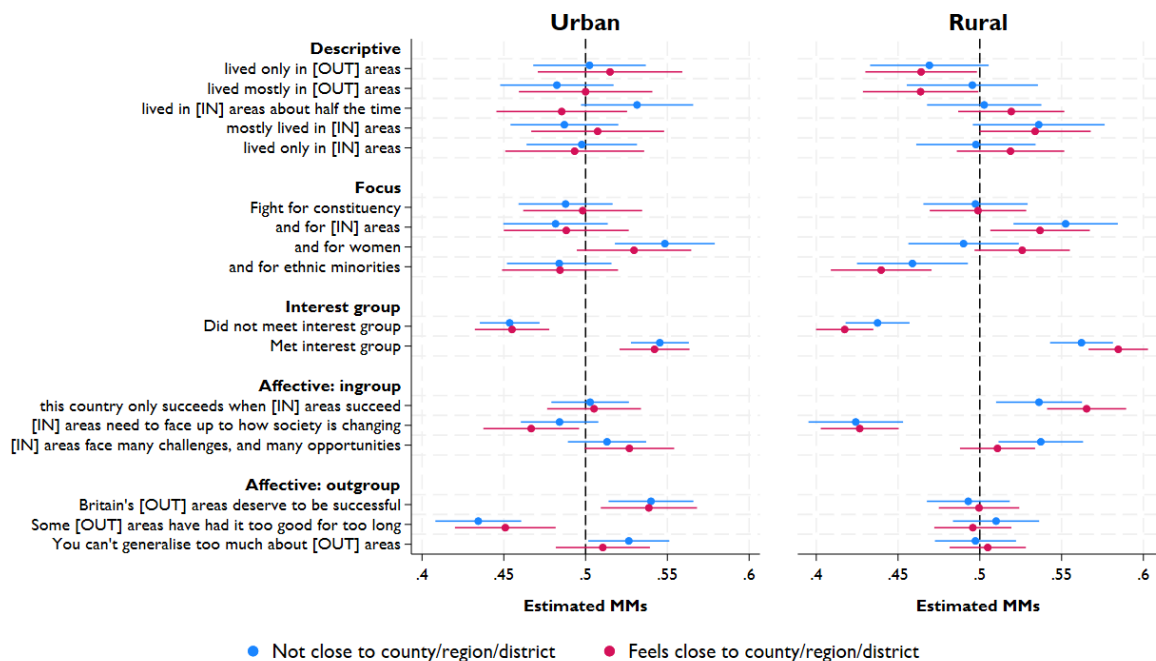 Urban Rural
Descriptive
lived only in [OUT] areas
lived mostly in [OUT] areas
lived in [IN] areas about half the time
mostly lived in [IN] areas
lived only in [IN] areas
Focus
Fight for constituency
and for [IN] areas
and for women
and for ethnic minorities
Interest group
Did not meet interest group
Met interest group
Affective: ingroup
this country only succeeds when [IN] areas succeed
[IN] areas need to face up to how society is changing
[IN] areas face many challenges, and many opportunities
Affective: outgroup
Britain's [OUT] areas deserve to be successful
Some [OUT] areas have had it too good for too long
You can't generalise too much about [OUT] areas
.4 .45 .5 .55 .6 .4 .45 .5 .55 .6
Estimated MMs Estimated MMs
Not close to county/region/district Feels close to county/region/district